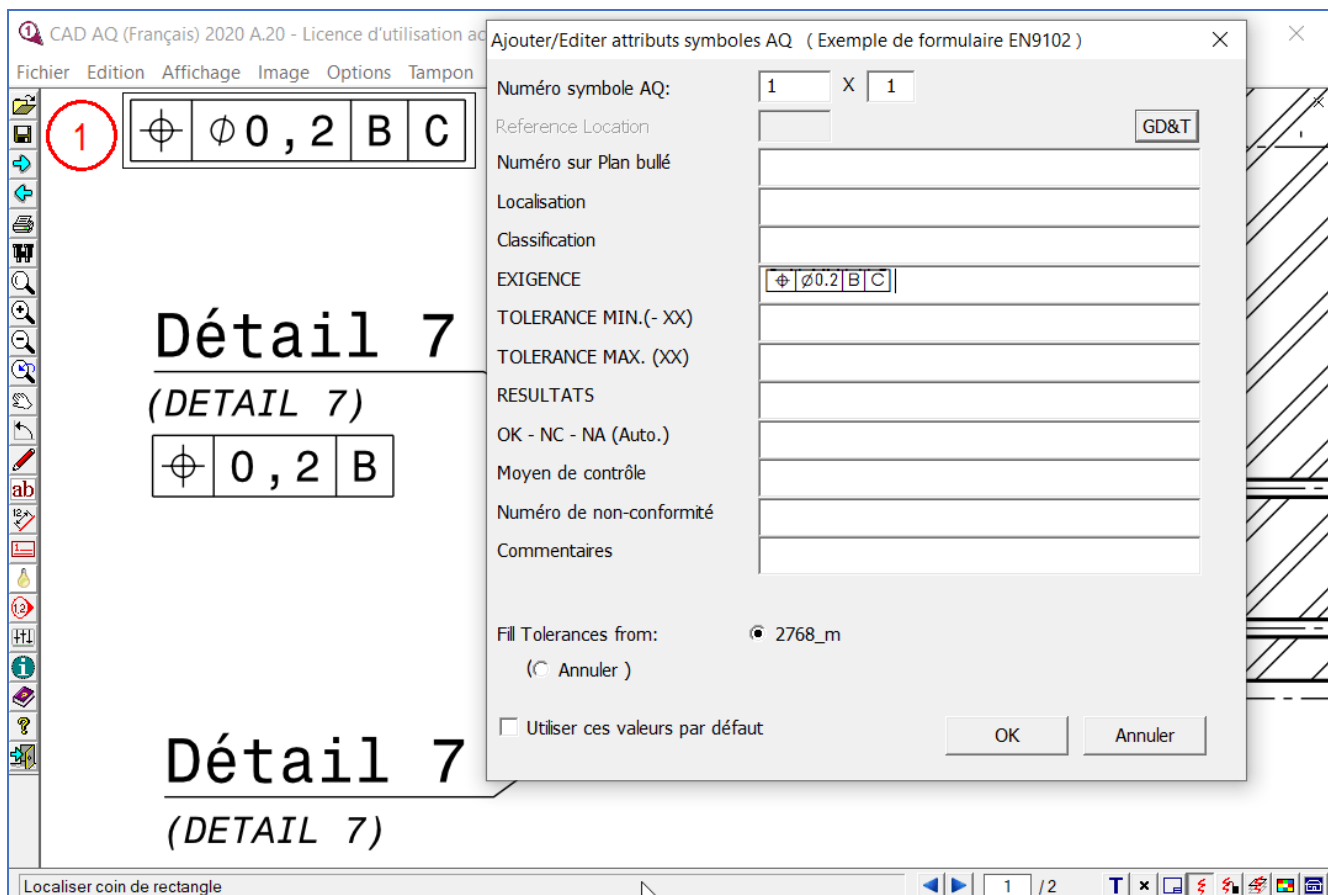 CAD AQ (Français) 2020 A.20 - Licence d'utilisation ac
Fichier Edition Affichage Image Options Tampon
1
⌖ ∅0,2 B C
Détail 7
(DETAIL 7)
⌖ 0,2 B
Détail 7
(DETAIL 7)
Ajouter/Editer attributs symboles AQ ( Exemple de formulaire EN9102 )
Numéro symbole AQ: 1 X 1
Reference Location GD&T
Numéro sur Plan bullé
Localisation
Classification
EXIGENCE ⌖ ∅0.2 B C
TOLERANCE MIN.(- XX)
TOLERANCE MAX. (XX)
RESULTATS
OK - NC - NA (Auto.)
Moyen de contrôle
Numéro de non-conformité
Commentaires
Fill Tolerances from: 2768_m
( Annuler )
Utiliser ces valeurs par défaut OK Annuler
ab
Localiser coin de rectangle 1 /2 T